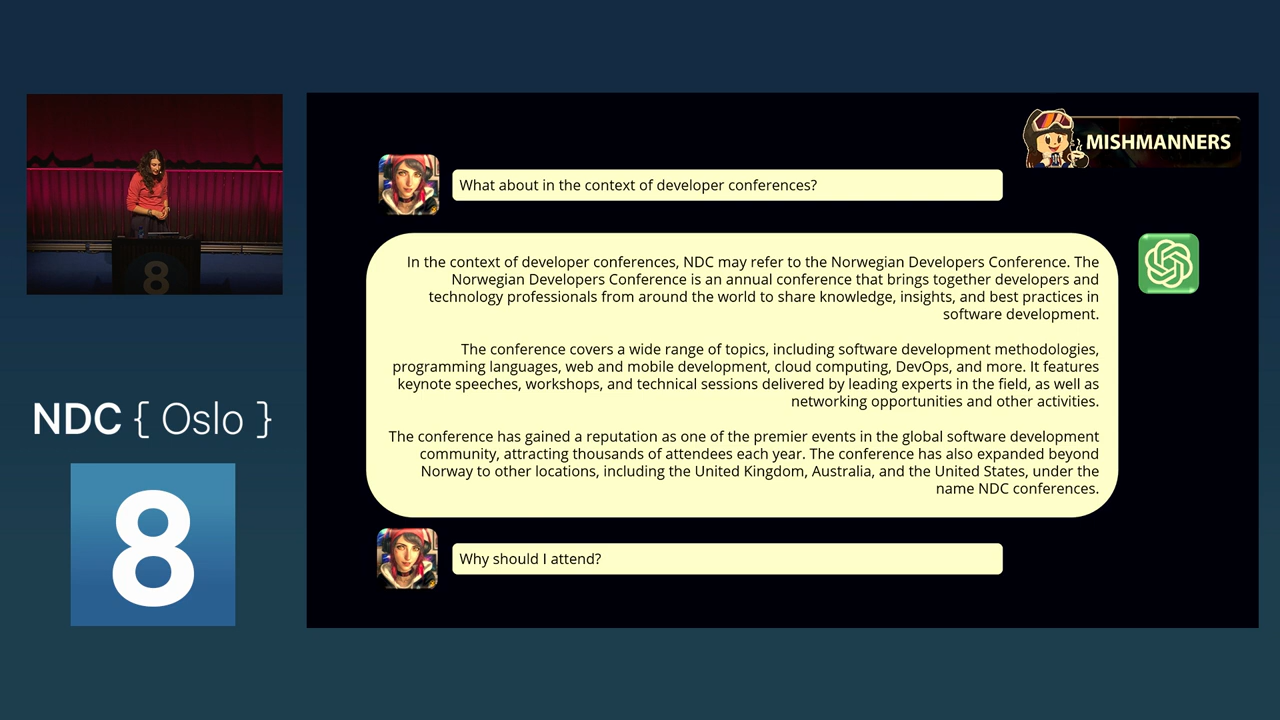 MISHMANNERS
What about in the context of developer conferences?
In the context of developer conferences, NDC may refer to the Norwegian Developers Conference. The
Norwegian Developers Conference is an annual conference that brings together developers and
technology professionals from around the world to share knowledge, insights, and best practices in
software development.
The conference covers a wide range of topics, including software development methodologies,
programming languages, web and mobile development, cloud computing, DevOps, and more. It features
keynote speeches, workshops, and technical sessions delivered by leading experts in the field, as well as
networking opportunities and other activities.
The conference has gained a reputation as one of the premier events in the global software development
community, attracting thousands of attendees each year. The conference has also expanded beyond
Norway to other locations, including the United Kingdom, Australia, and the United States, under the
name NDC conferences.
Why should I attend?
8
NDC { Oslo }
8